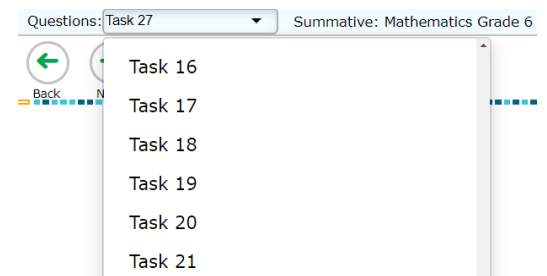 Questions: Task 27 Summative: Mathematics Grade 6
Back N
Task 16
Task 17
Task 18
Task 19
Task 20
Task 21